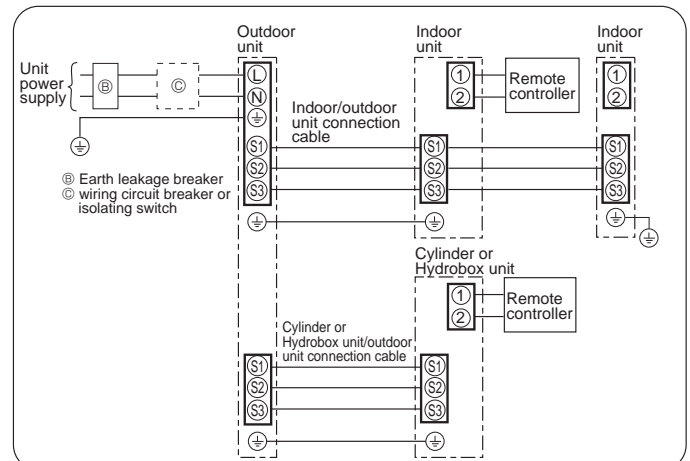 Outdoor
unit
Indoor
unit
Indoor
unit
Unit
power
supply
Ⓑ
Ⓒ
L
N
1
2
Remote
controller
1
2
Indoor/outdoor
unit connection
cable
S1
S2
S3
S1
S2
S3
S1
S2
S3
Ⓑ Earth leakage breaker
Ⓒ wiring circuit breaker or
isolating switch
Cylinder or
Hydrobox unit
1
2
Remote
controller
Cylinder or
Hydrobox unit/outdoor
unit connection cable
S1
S2
S3
S1
S2
S3